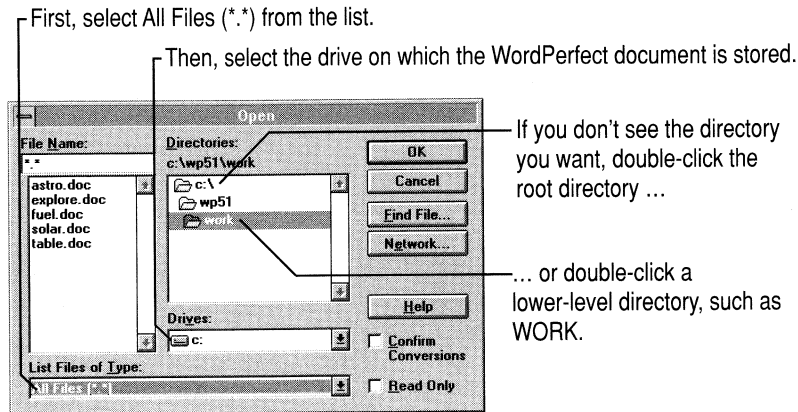 First, select All Files (*.*) from the list.
Then, select the drive on which the WordPerfect document is stored.
Open
File Name:
*.*
astro.doc
explore.doc
fuel.doc
solar.doc
table.doc
List Files of Type:
All Files (*.*)
Directories:
c:\wp51\work
c:\
wp51
work
Drives:
c:
OK
Cancel
Find File...
Network...
Help
Confirm
Conversions
Read Only
If you don't see the directory
you want, double-click the
root directory ...
... or double-click a
lower-level directory, such as
WORK.